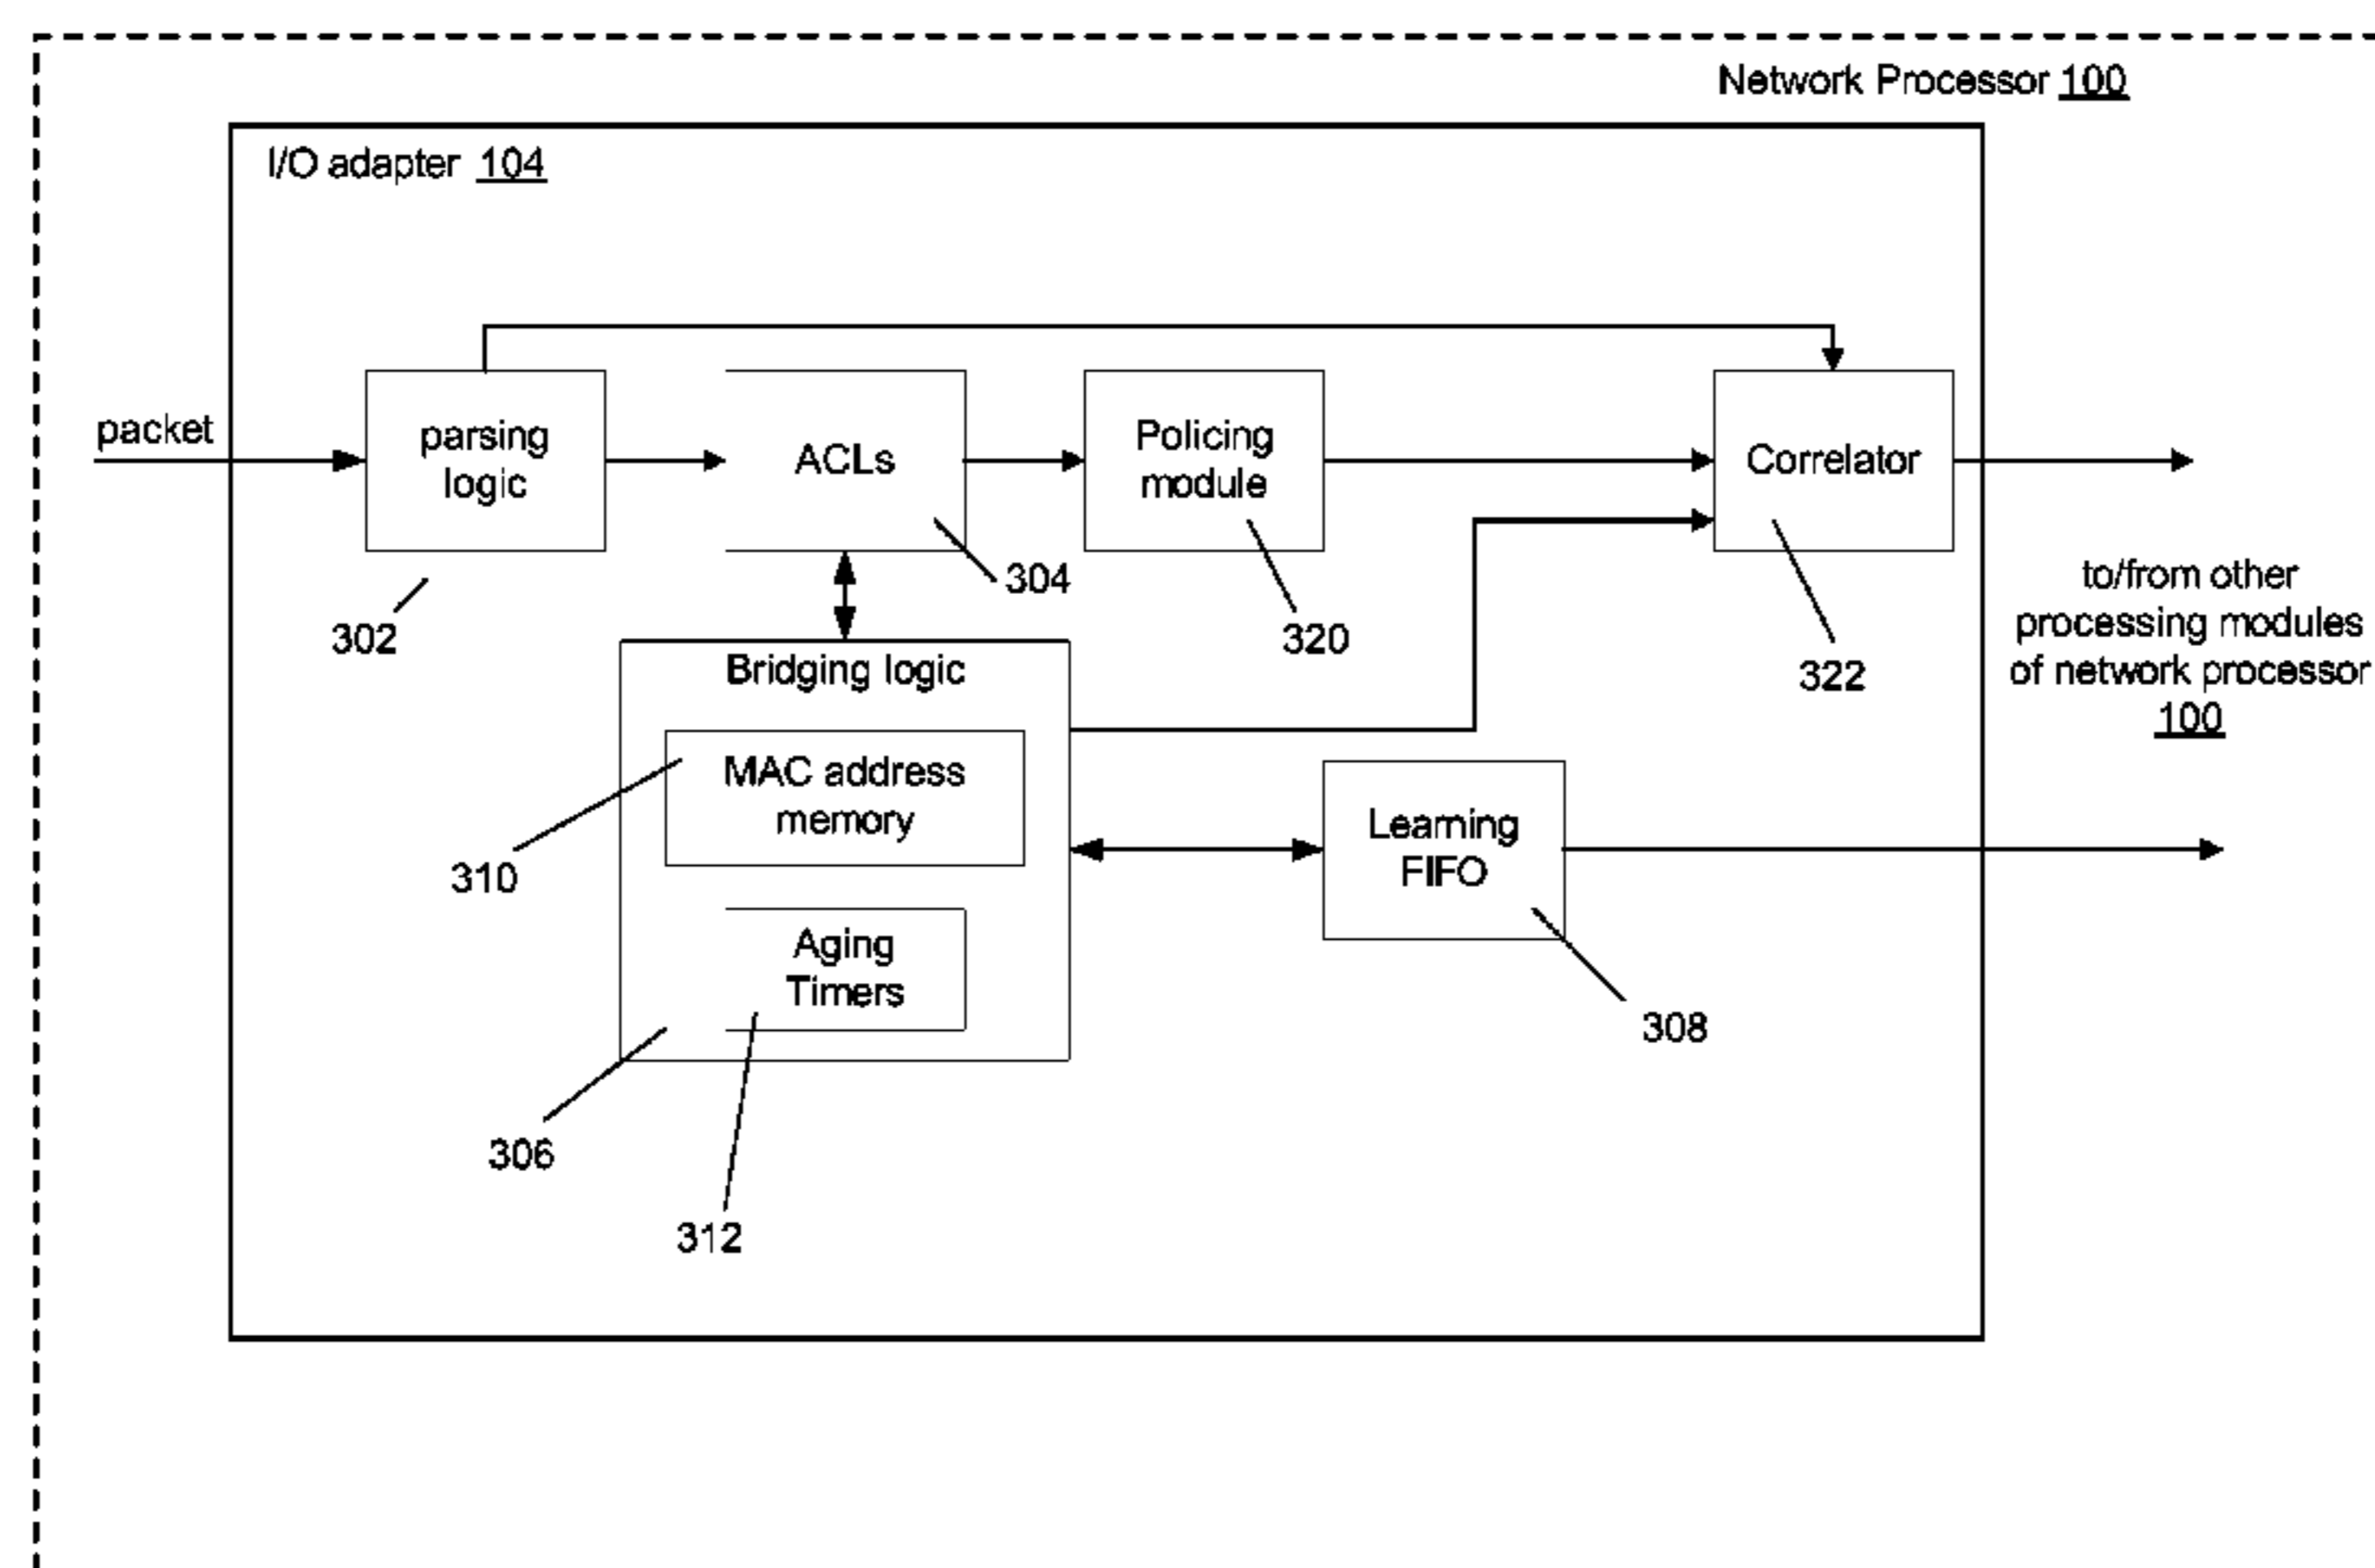 Network Processor 100
I/O adapter 104
packet
parsing
logic
ACLs
Policing
module
Correlator
302
304
320
322
to/from other
processing modules
of network processor
100
Bridging logic
MAC address
memory
310
Learning
FIFO
Aging
Timers
308
306
312